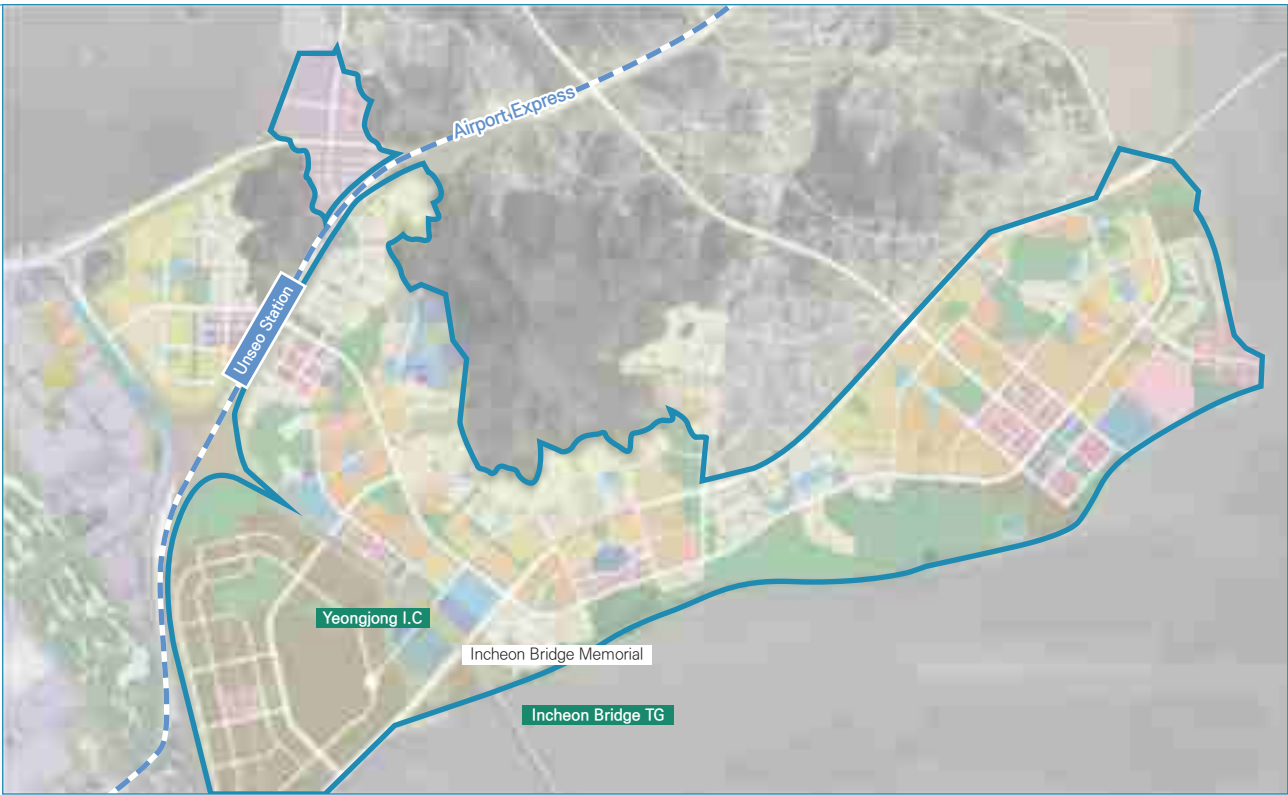 Airport Express
Unseo Station
Yeongjong I.C
Incheon Bridge Memorial
Incheon Bridge TG